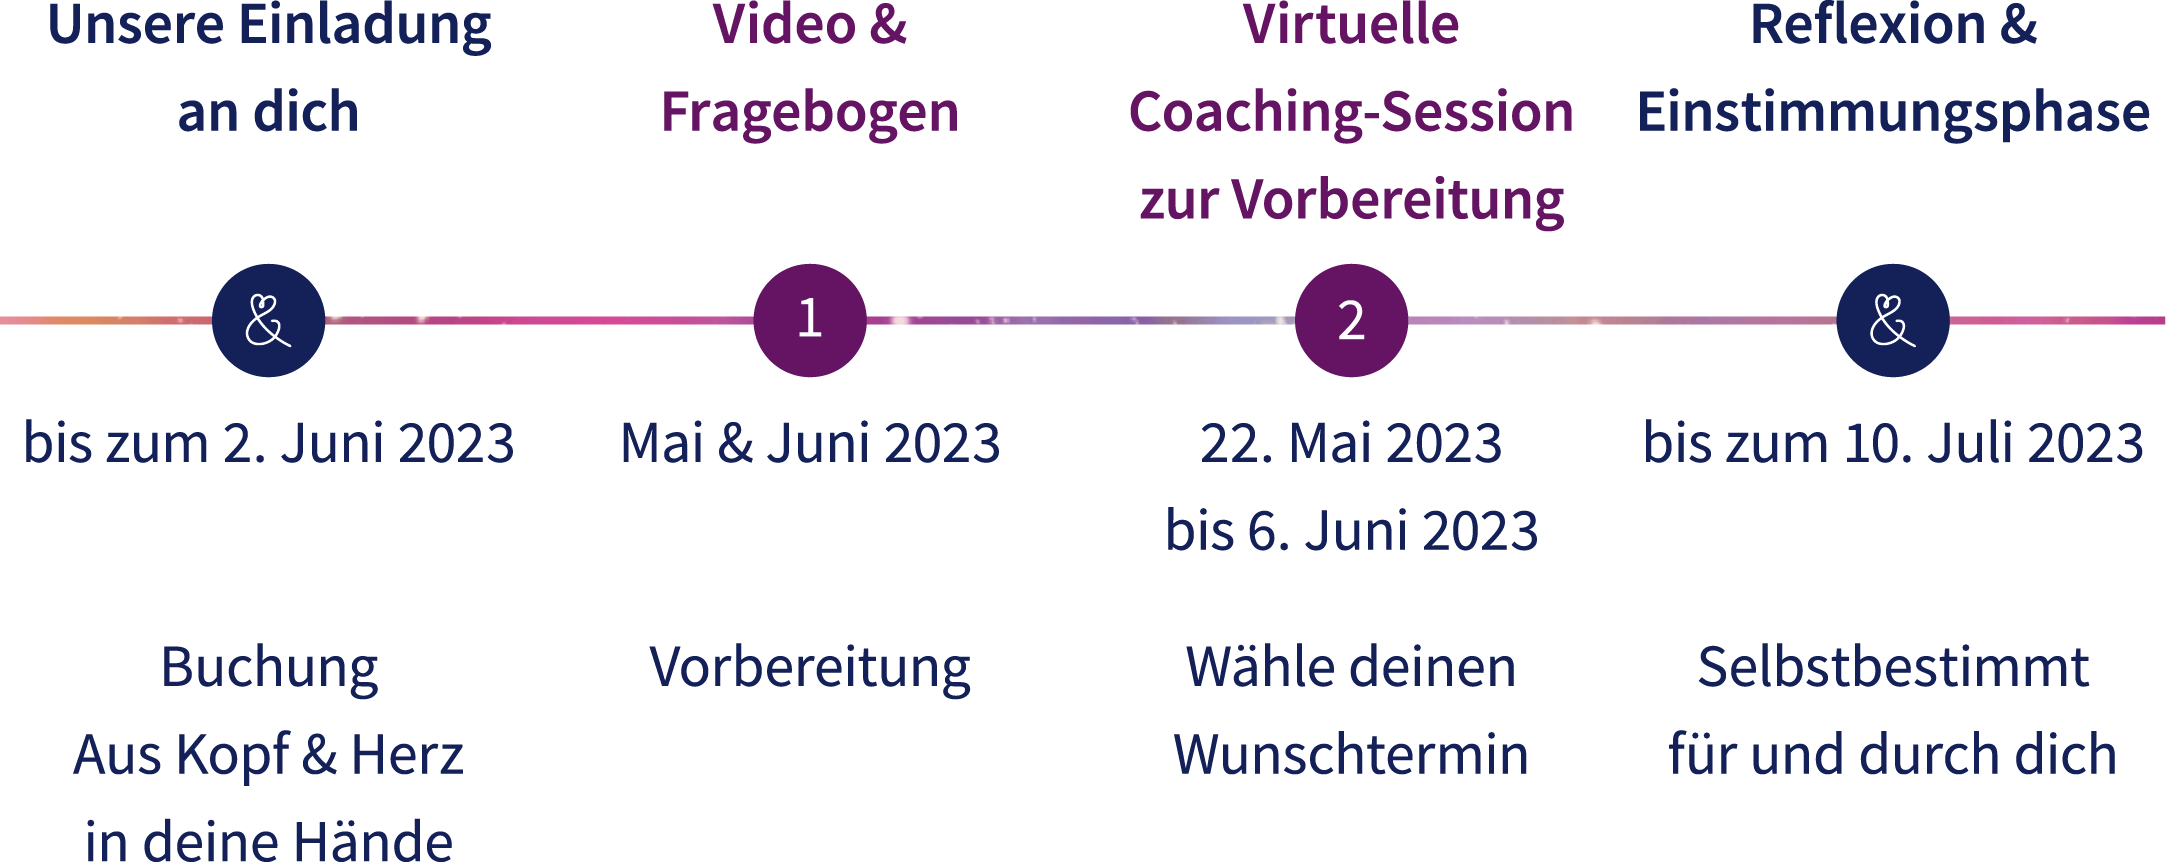 Unsere Einladung
an dich
&
bis zum 2. Juni 2023
Buchung
Aus Kopf & Herz
in deine Hände
Video &
Fragebogen
1
Mai & Juni 2023
Vorbereitung
Virtuelle
Coaching-Session
zur Vorbereitung
2
22. Mai 2023
bis 6. Juni 2023
Wähle deinen
Wunschtermin
Reflexion &
Einstimmungsphase
&
bis zum 10. Juli 2023
Selbstbestimmt
für und durch dich